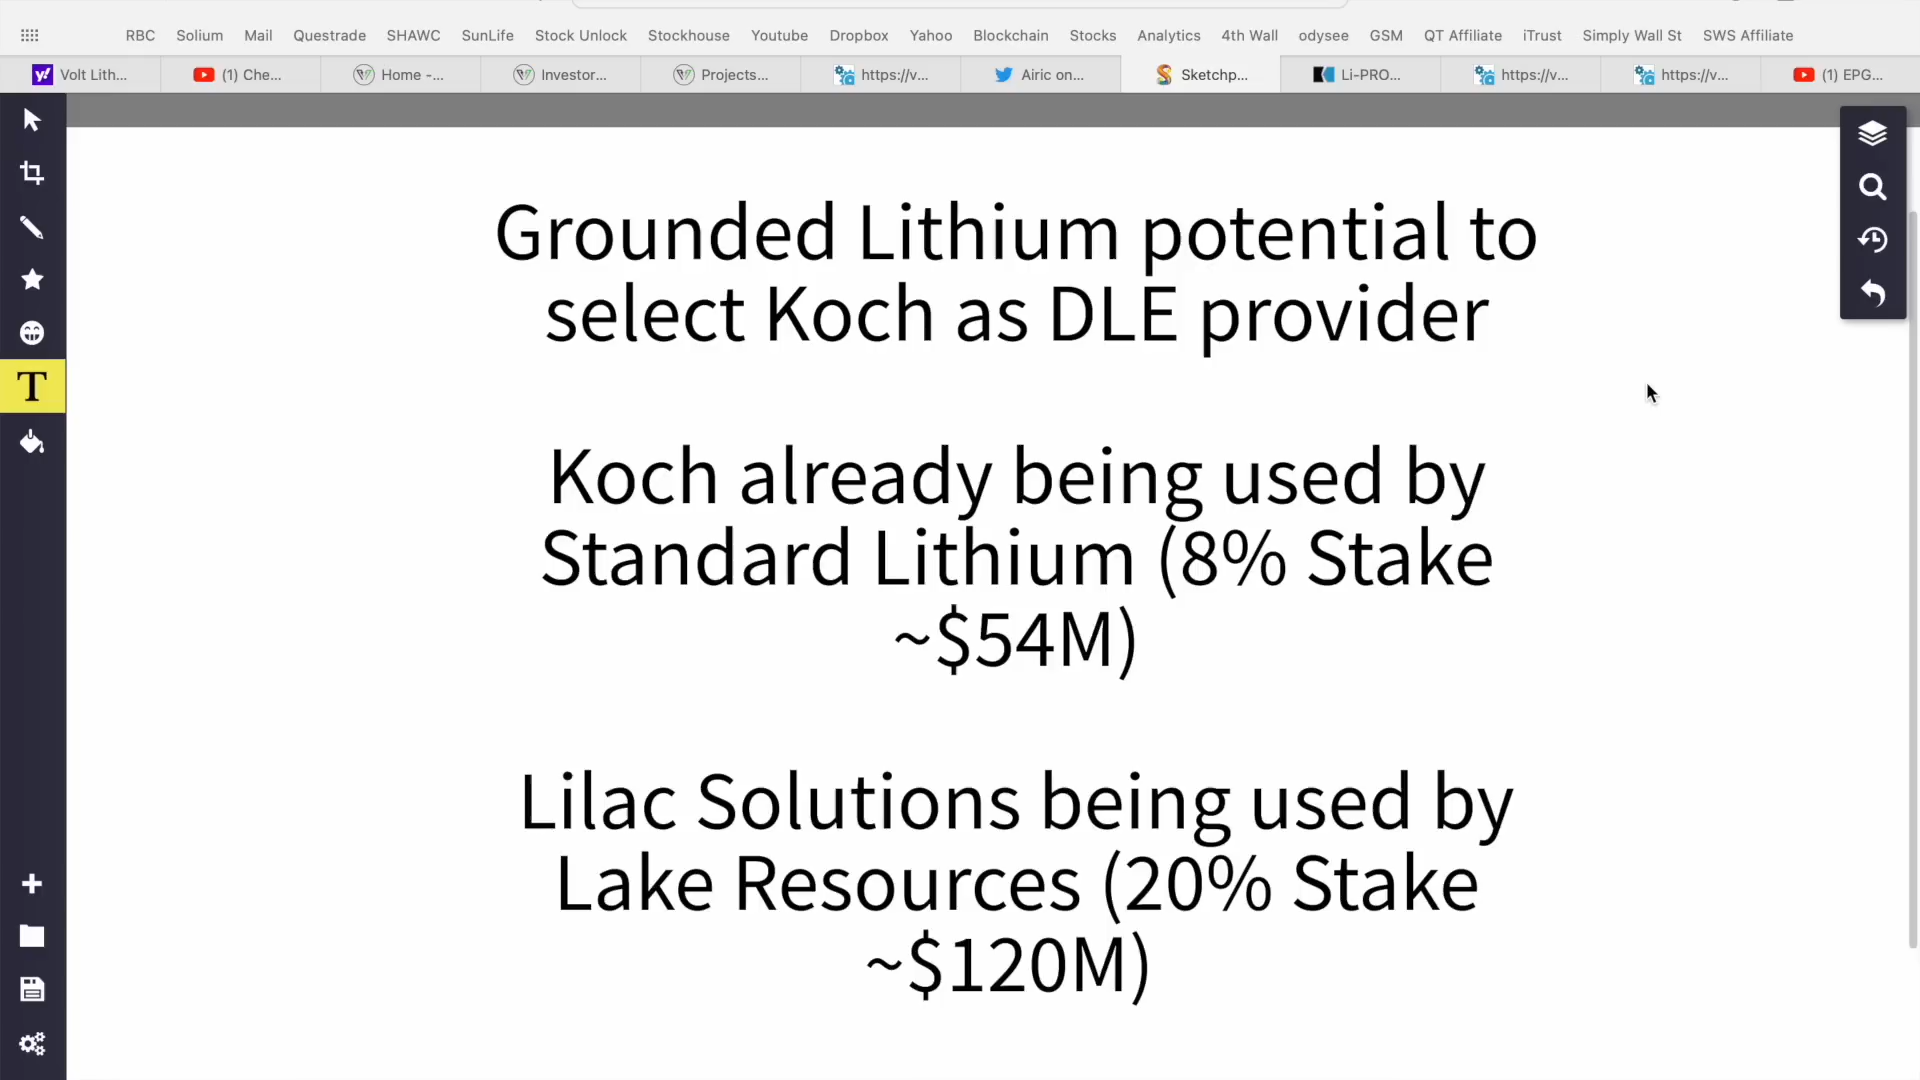 RBC Solium Mail Questrade SHAWC SunLife Stock Unlock Stockhouse Youtube Dropbox Yahoo Blockchain Stocks Analytics 4th Wall odysee GSM QT Affiliate iTrust Simply Wall St SWS Affiliate
Volt Lith... (1) Che... Home -... Investor... Projects... https://v... Airic on... Sketchp... Li-PRO... https://v... https://v... (1) EPG...
Grounded Lithium potential to
select Koch as DLE provider
Koch already being used by
Standard Lithium (8% Stake
~$54M)
Lilac Solutions being used by
Lake Resources (20% Stake
~$120M)